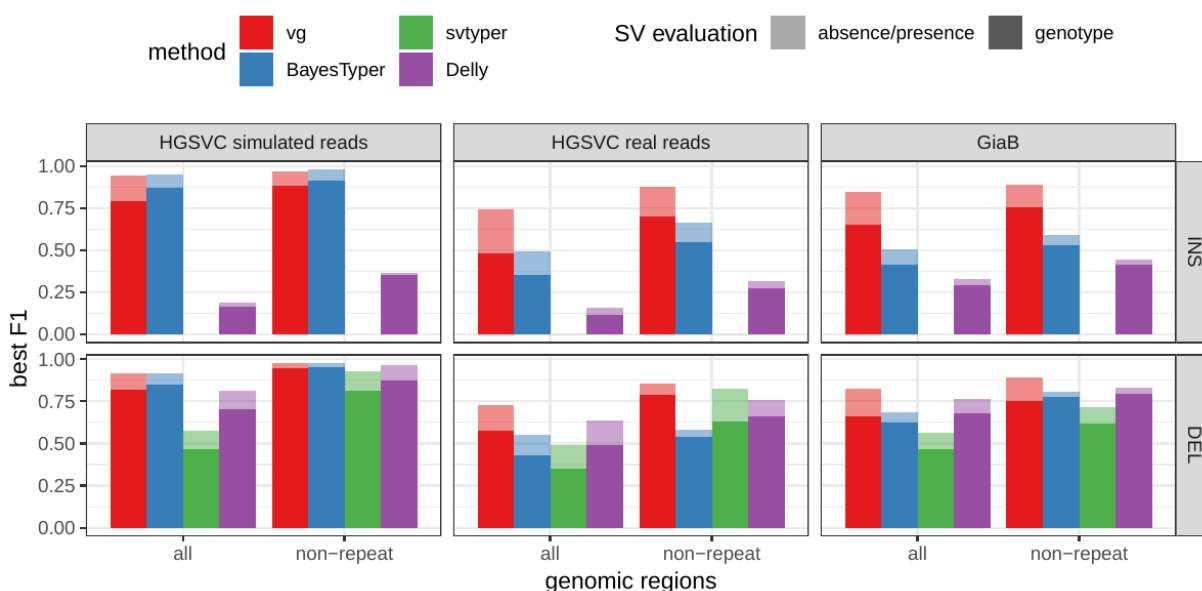 method
vg
svtyper
BayesTyper
Delly
SV evaluation
absence/presence
genotype
HGSVC simulated reads
HGSVC real reads
GiaB
best F1
1.00
0.75
0.50
0.25
0.00
INS
1.00
0.75
0.50
0.25
0.00
DEL
all
non−repeat
all
non−repeat
all
non−repeat
genomic regions